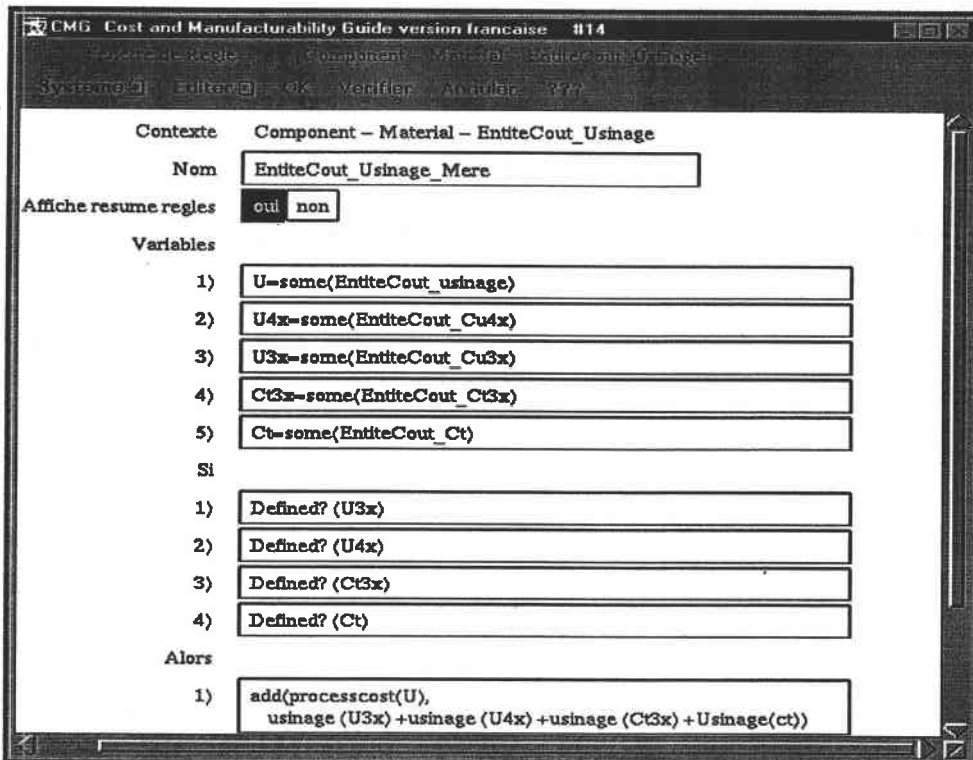 CMG Cost and Manufacturability Guide version francaise #14
de Regle Component Material EntiteCout_Usinage
Systeme Editer OK Verifier Annuler ???
Contexte Component – Material – EntiteCout_Usinage
Nom EntiteCout_Usinage_Mere
Affiche resume regles oui non
Variables
1) U=some(EntiteCout_usinage)
2) U4x=some(EntiteCout_Cu4x)
3) U3x=some(EntiteCout_Cu3x)
4) Ct3x=some(EntiteCout_Ct3x)
5) Ct=some(EntiteCout_Ct)
Si
1) Defined? (U3x)
2) Defined? (U4x)
3) Defined? (Ct3x)
4) Defined? (Ct)
Alors
1) add(processcost(U),
usinage (U3x) +usinage (U4x) +usinage (Ct3x) +Usinage(ct))